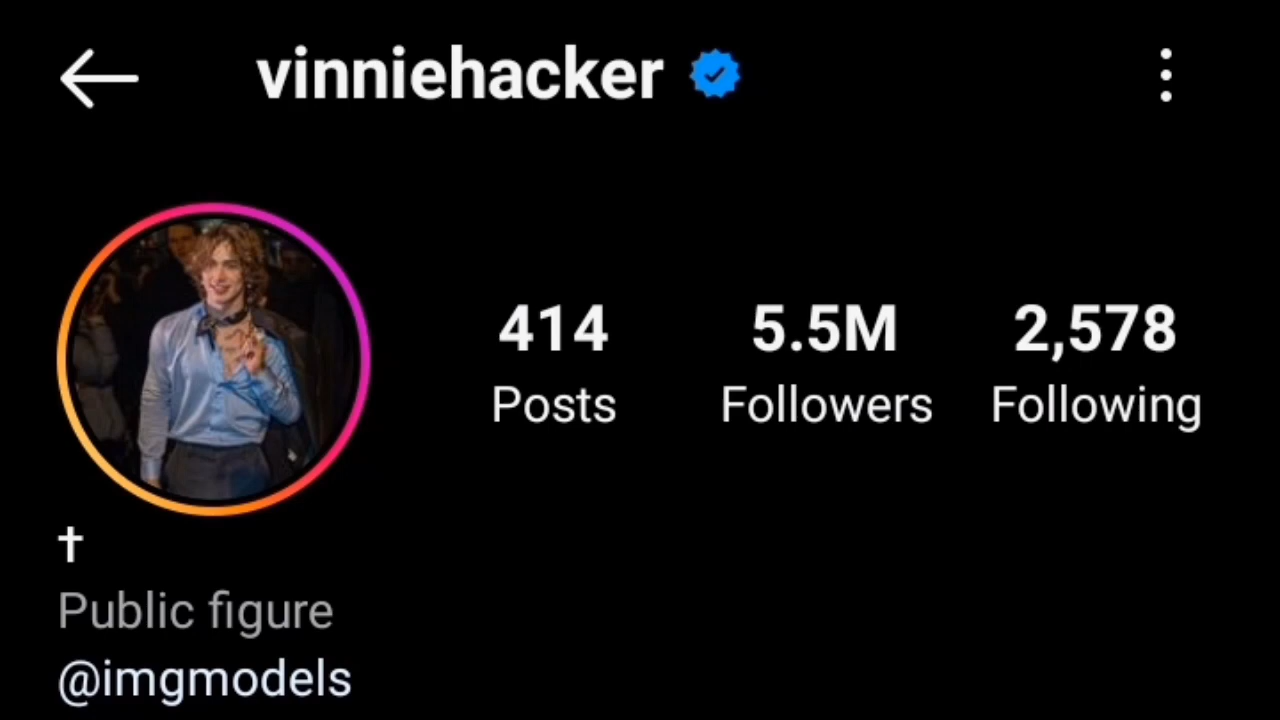 vinniehacker
414 5.5M 2,578
Posts Followers Following
†
Public figure
@imgmodels